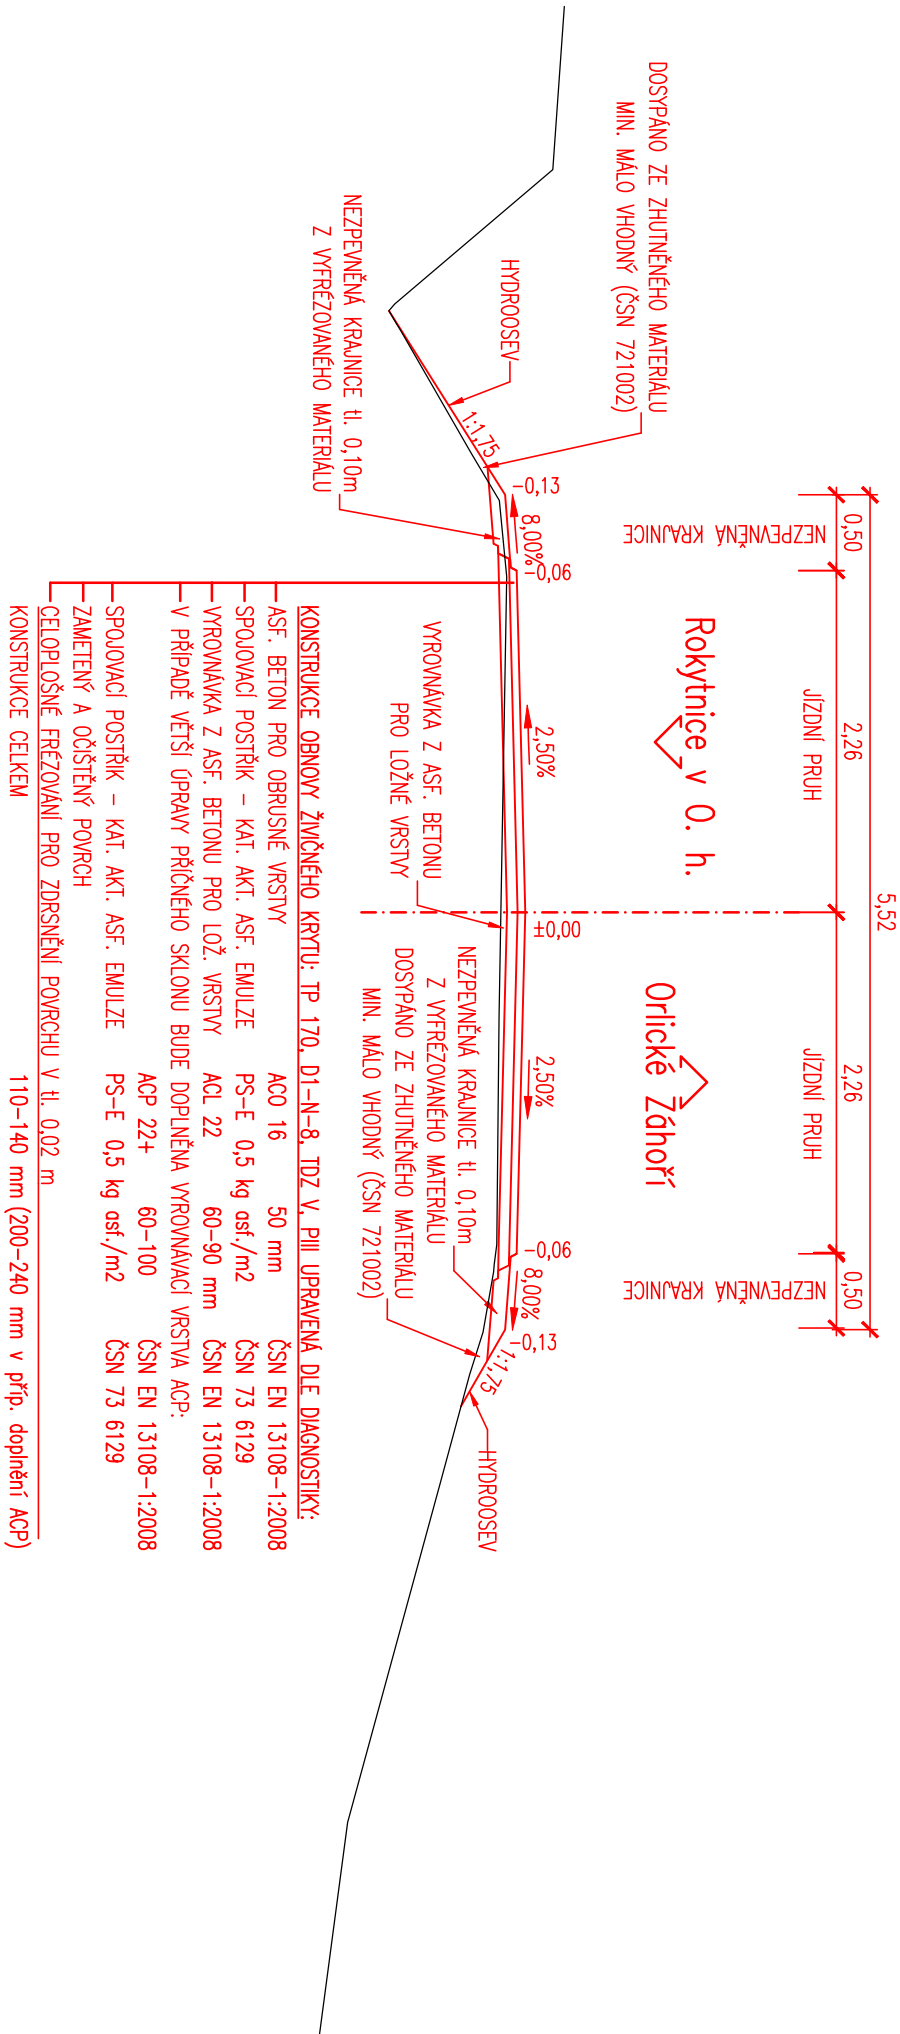 5,52
0,50
2,26
2,26
0,50
NEZPEVNĚNÁ KRAJNICE
JÍZDNÍ PRUH
JÍZDNÍ PRUH
NEZPEVNĚNÁ KRAJNICE
Rokytnice v O. h.
Orlické Záhoří
DOSYPÁNO ZE ZHUTNĚNÉHO MATERIÁLU
MIN. MÁLO VHODNÝ (ČSN 721002)
HYDROOSEV
1:1,75
-0,13
8,00%
-0,06
2,50%
±0,00
2,50%
-0,06
8,00%
-0,13
1:1,75
HYDROOSEV
NEZPEVNĚNÁ KRAJNICE tl. 0,10m
Z VYFRÉZOVANÉHO MATERIÁLU
VYROVNÁVKA Z ASF. BETONU
PRO LOŽNÉ VRSTVY
NEZPEVNĚNÁ KRAJNICE tl. 0,10m
Z VYFRÉZOVANÉHO MATERIÁLU
DOSYPÁNO ZE ZHUTNĚNÉHO MATERIÁLU
MIN. MÁLO VHODNÝ (ČSN 721002)
KONSTRUKCE OBNOVY ŽIVIČNÉHO KRYTU: TP 170, D1-N-8, TDZ V, PIII UPRAVENÁ DLE DIAGNOSTIKY:
ASF. BETON PRO OBRUSNÉ VRSTVY ACO 16 50 mm ČSN EN 13108-1:2008
SPOJOVACÍ POSTŘIK - KAT. AKT. ASF. EMULZE PS-E 0,5 kg asf./m2 ČSN 73 6129
VYROVNÁVKA Z ASF. BETONU PRO LOŽ. VRSTVY ACL 22 60-90 mm ČSN EN 13108-1:2008
V PŘÍPADĚ VĚTŠÍ ÚPRAVY PŘÍČNÉHO SKLONU BUDE DOPLNĚNA VYROVNÁVACÍ VRSTVA ACP:
ACP 22+ 60-100 ČSN EN 13108-1:2008
SPOJOVACÍ POSTŘIK - KAT. AKT. ASF. EMULZE PS-E 0,5 kg asf./m2 ČSN 73 6129
ZAMETENÝ A OČIŠTĚNÝ POVRCH
CELOPLOŠNÉ FRÉZOVÁNÍ PRO ZDRSNĚNÍ POVRCHU V tl. 0,02 m
KONSTRUKCE CELKEM 110-140 mm (200-240 mm v příp. doplnění ACP)